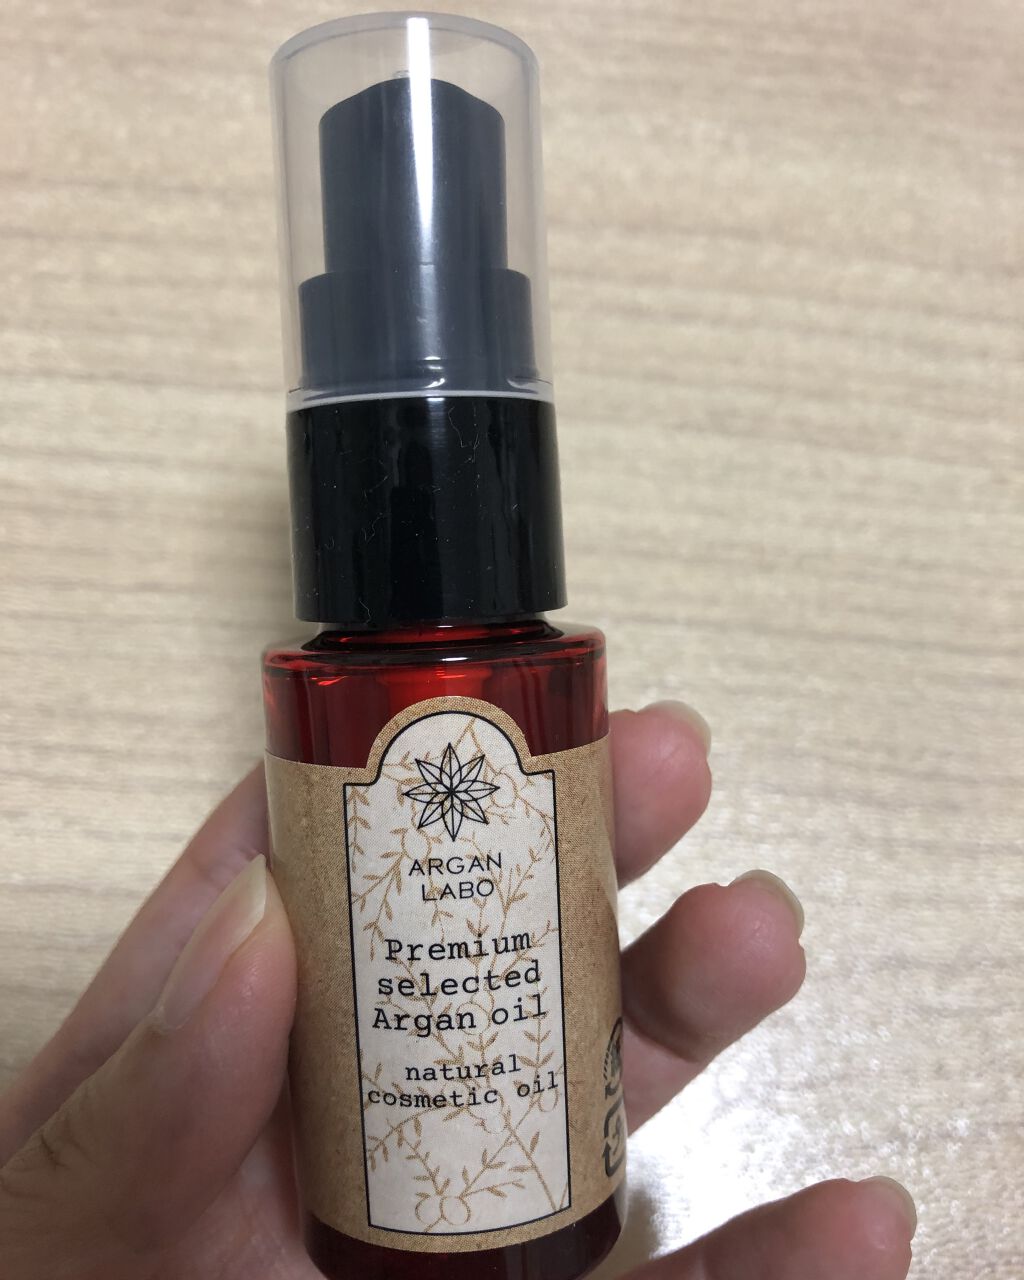 ARGAN
LABO
Premium
selected
Argan oil
natural
cosmetic oil